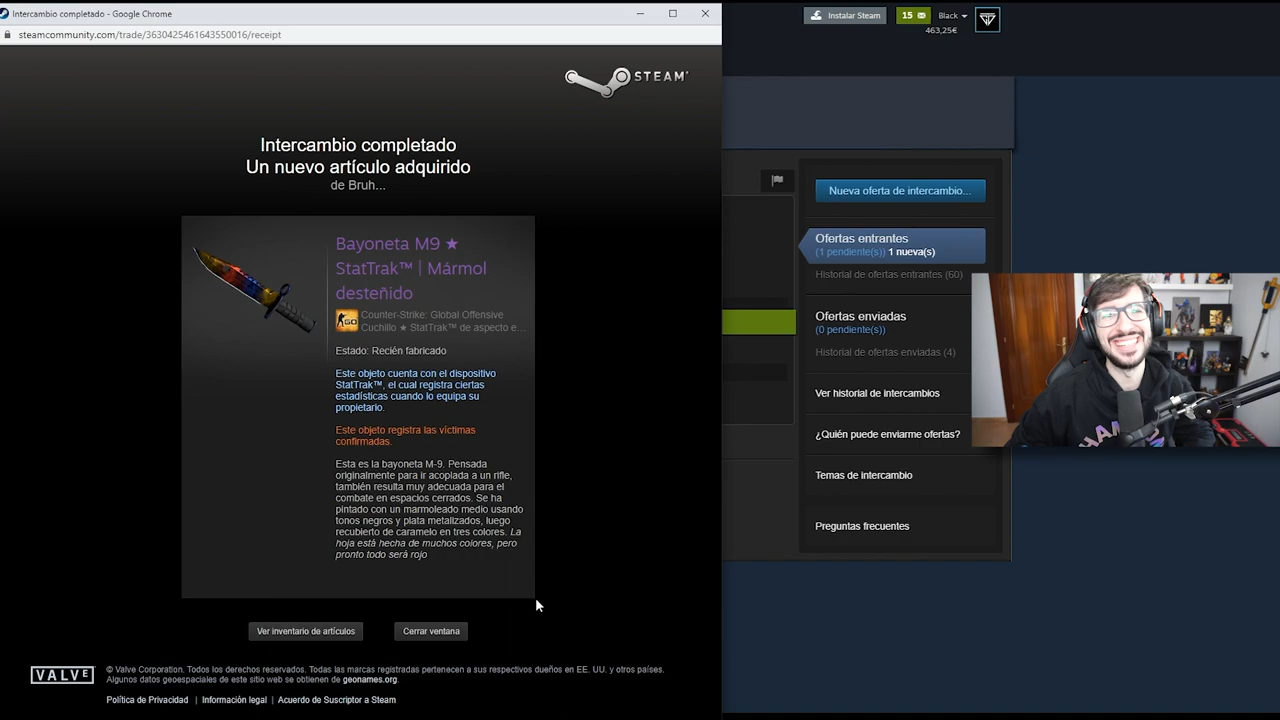 Intercambio completado - Google Chrome
steamcommunity.com/trade/3630425461643550016/receipt
STEAM®
Intercambio completado
Un nuevo artículo adquirido
de Bruh...
Bayoneta M9 ★
StatTrak™ | Mármol
desteñido
CS GO
Counter-Strike: Global Offensive
Cuchillo ★ StatTrak™ de aspecto e...
Estado: Recién fabricado
Este objeto cuenta con el dispositivo
StatTrak™, el cual registra ciertas
estadísticas cuando lo equipa su
propietario.
Este objeto registra las víctimas
confirmadas.
Esta es la bayoneta M-9. Pensada
originalmente para ir acoplada a un rifle,
también resulta muy adecuada para el
combate en espacios cerrados. Se ha
pintado con un marmoleado medio usando
tonos negros y plata metalizados, luego
recubierto de caramelo en tres colores. La
hoja está hecha de muchos colores, pero
pronto todo será rojo
Ver inventario de artículos
Cerrar ventana
VALVE
© Valve Corporation. Todos los derechos reservados. Todas las marcas registradas pertenecen a sus respectivos dueños en EE. UU. y otros países.
Algunos datos geoespaciales de este sitio web se obtienen de geonames.org.
Política de Privacidad | Información legal | Acuerdo de Suscriptor a Steam
Instalar Steam
15
Black
463,25€
Nueva oferta de intercambio...
Ofertas entrantes
(1 pendiente(s)) 1 nueva(s)
Historial de ofertas entrantes (60)
Ofertas enviadas
(0 pendiente(s))
Historial de ofertas enviadas (4)
Ver historial de intercambios
¿Quién puede enviarme ofertas?
Temas de intercambio
Preguntas frecuentes